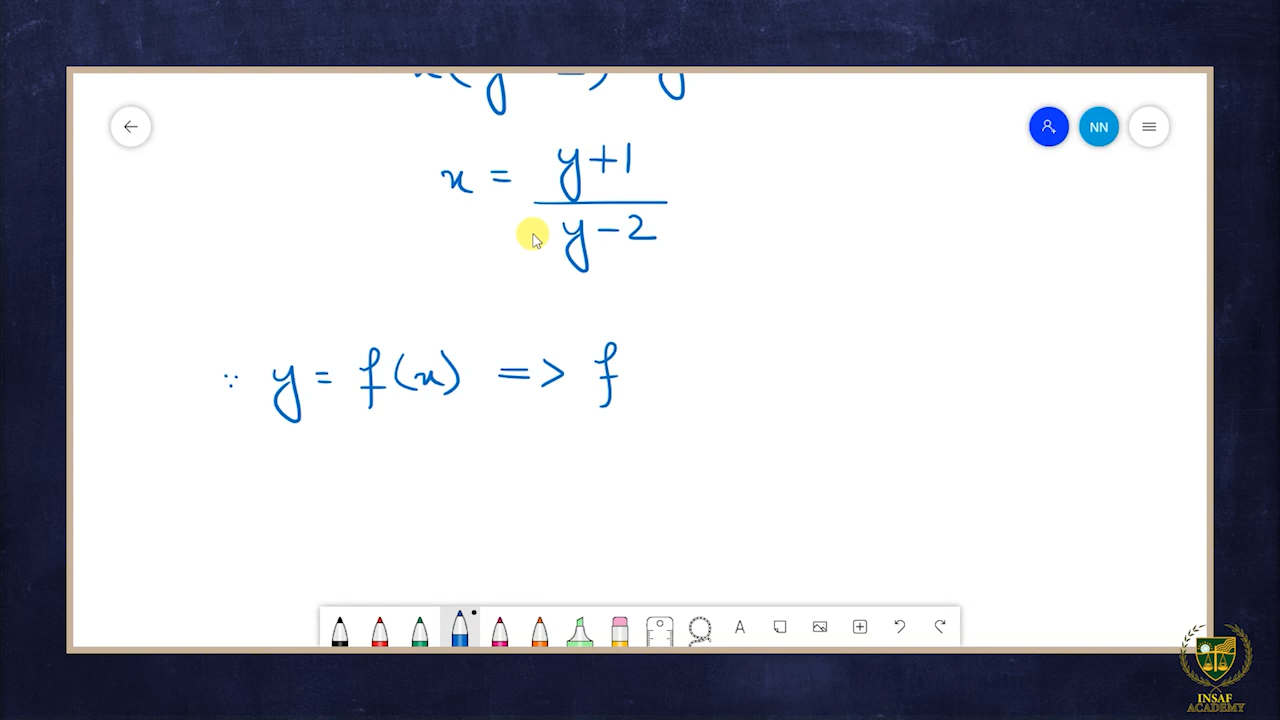 NN
x = y+1
y-2
∵ y = f(x) => f
A
INSAF
ACADEMY